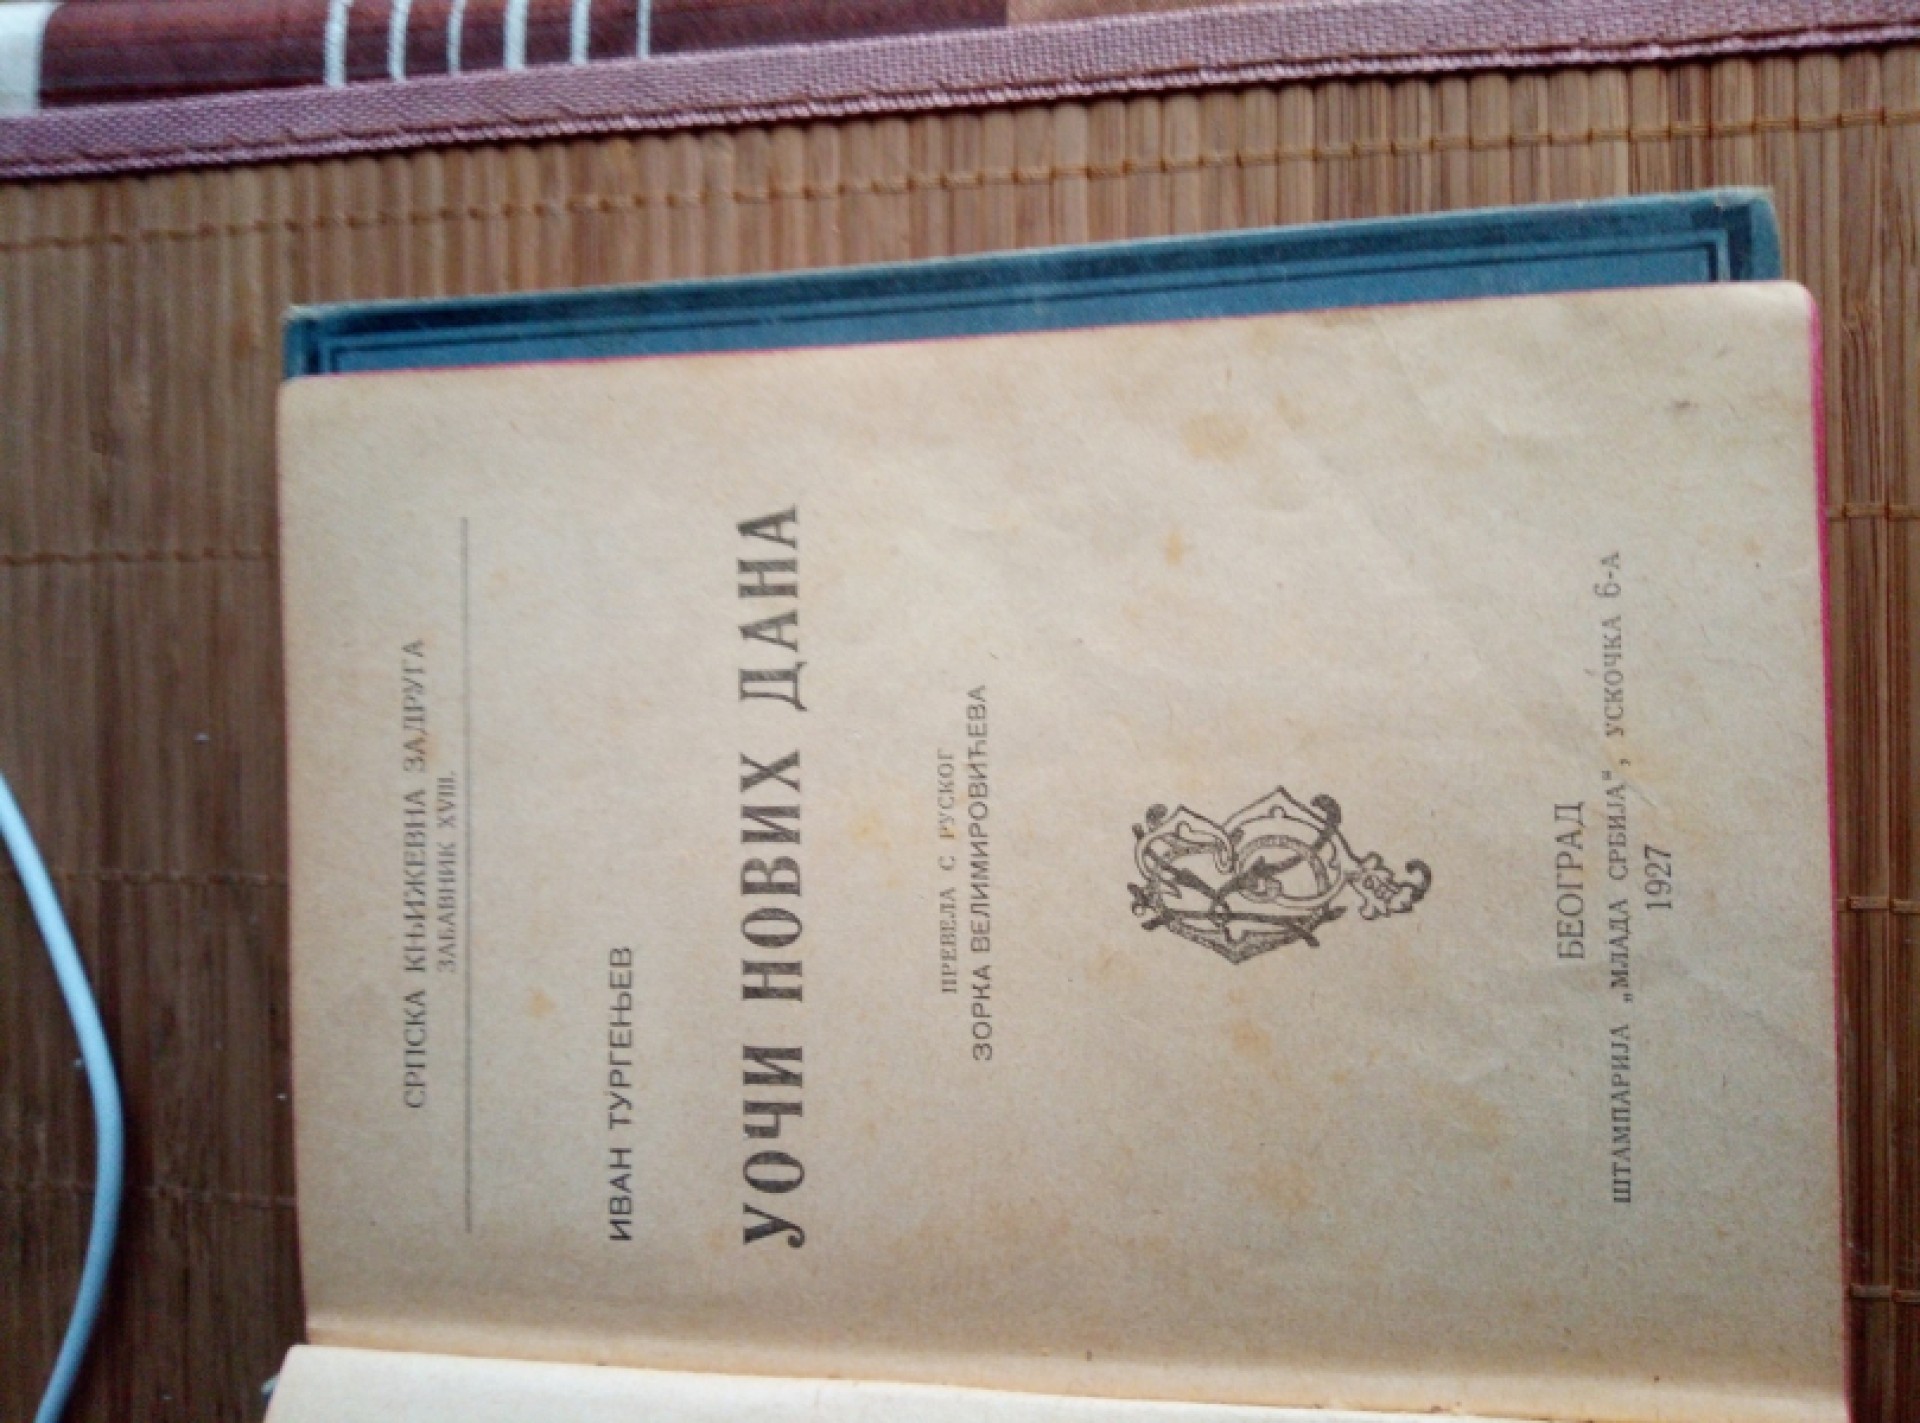 СРПСКА КЊИЖЕВНА ЗАДРУГА
ЗАБАВНИК XVIII.
ИВАН ТУРГЕЊЕВ
УОЧИ НОВИХ ДАНА
ПРЕВЕЛА С РУСКОГ
ЗОРКА ВЕЛИМИРОВИЋЕВА
БЕОГРАД
ШТАМПАРИЈА „МЛАДА СРБИЈА“, УСКОЧКА 6-А
1927